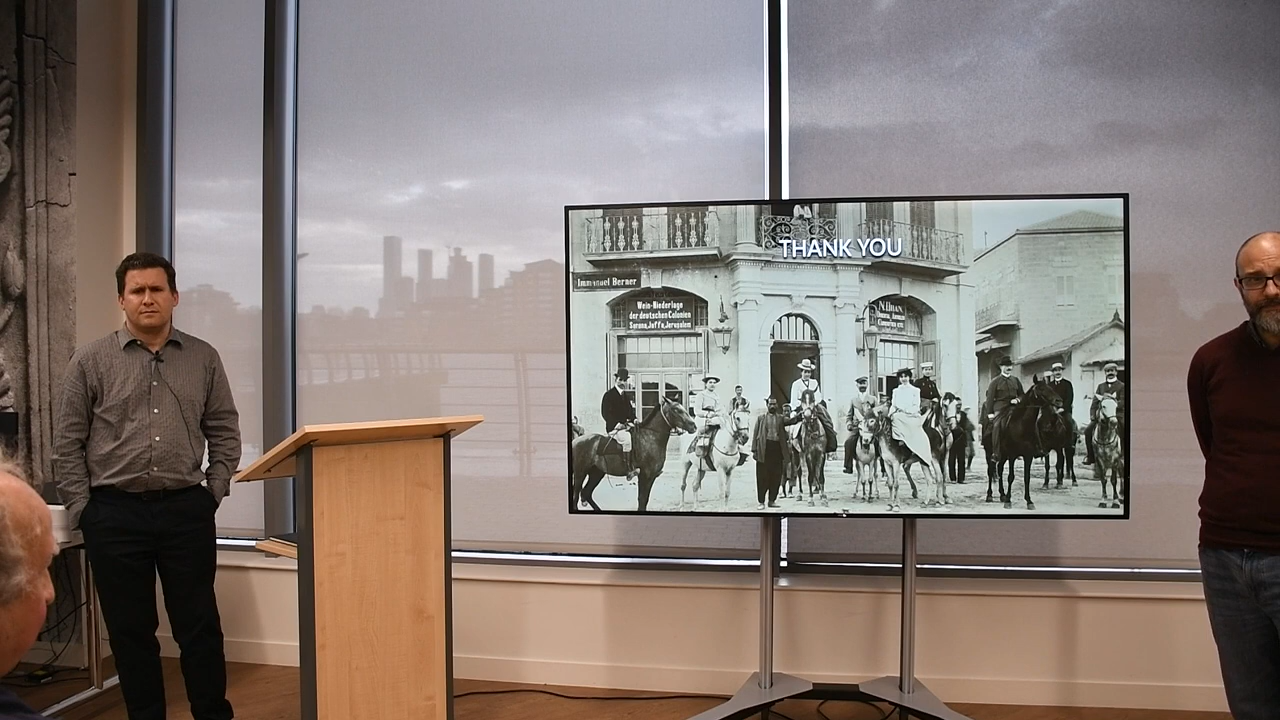 THANK YOU
Immanuel Berner
Wein-Niederlage
der deutschen Colonien
Sarona, Jaffa, Jerusalem